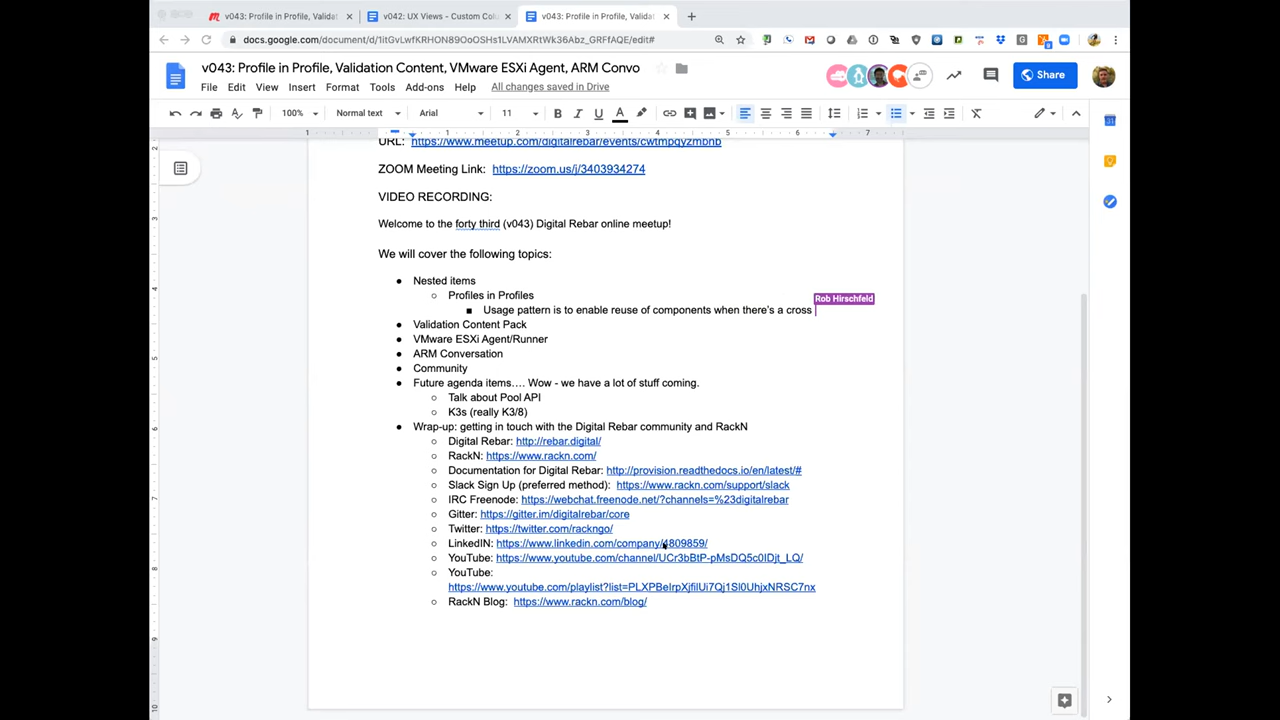 v043: Profile in Profile, Validat
v042: UX Views - Custom Colu
v043: Profile in Profile, Validat
docs.google.com/document/d/1itGvLwfKRHON89OoOSHs1LVAMXRtWk36Abz_GRFfAQE/edit#
v043: Profile in Profile, Validation Content, VMware ESXi Agent, ARM Convo
Share
File Edit View Insert Format Tools Add-ons Help All changes saved in Drive
100% Normal text Arial 11
B I U A
1 1 2 3 4 5 6 7
URL: https://www.meetup.com/digitalrebar/events/cwtmpqyzmbnb
ZOOM Meeting Link: https://zoom.us/j/3403934274
VIDEO RECORDING:
Welcome to the forty third (v043) Digital Rebar online meetup!
We will cover the following topics:
● Nested items
○ Profiles in Profiles
Rob Hirschfeld
■ Usage pattern is to enable reuse of components when there's a cross
● Validation Content Pack
● VMware ESXi Agent/Runner
● ARM Conversation
● Community
● Future agenda items…. Wow - we have a lot of stuff coming.
○ Talk about Pool API
○ K3s (really K3/8)
● Wrap-up: getting in touch with the Digital Rebar community and RackN
○ Digital Rebar: http://rebar.digital/
○ RackN: https://www.rackn.com/
○ Documentation for Digital Rebar: http://provision.readthedocs.io/en/latest/#
○ Slack Sign Up (preferred method): https://www.rackn.com/support/slack
○ IRC Freenode: https://webchat.freenode.net/?channels=%23digitalrebar
○ Gitter: https://gitter.im/digitalrebar/core
○ Twitter: https://twitter.com/rackngo/
○ LinkedIN: https://www.linkedin.com/company/4809859/
○ YouTube: https://www.youtube.com/channel/UCr3bBtP-pMsDQ5c0IDjt_LQ/
○ YouTube:
https://www.youtube.com/playlist?list=PLXPBeIrpXjfilUi7Qj1Sl0UhjxNRSC7nx
○ RackN Blog: https://www.rackn.com/blog/